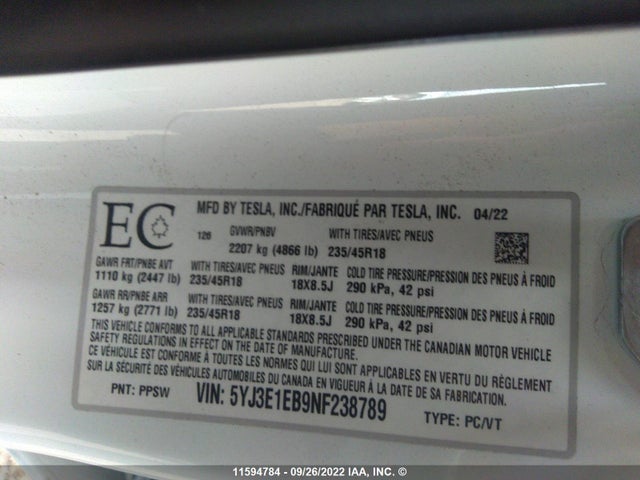 EC
MFD BY TESLA, INC./FABRIQUÉ PAR TESLA, INC. 04/22
126 GVWR/PNBV WITH TIRES/AVEC PNEUS
2207 kg (4866 lb) 235/45R18
GAWR FRT/PNBE AVT WITH TIRES/AVEC PNEUS RIM/JANTE COLD TIRE PRESSURE/PRESSION DES PNEUS À FROID
1110 kg (2447 lb) 235/45R18 18X8.5J 290 kPa, 42 psi
GAWR RR/PNBE ARR WITH TIRES/AVEC PNEUS RIM/JANTE COLD TIRE PRESSURE/PRESSION DES PNEUS À FROID
1257 kg (2771 lb) 235/45R18 18X8.5J 290 kPa, 42 psi
THIS VEHICLE CONFORMS TO ALL APPLICABLE STANDARDS PRESCRIBED UNDER THE CANADIAN MOTOR VEHICLE
SAFETY REGULATIONS IN EFFECT ON THE DATE OF MANUFACTURE.
CE VÉHICULE EST CONFORME À TOUTES LES NORMES QUI LUI SONT APPLICABLES EN VERTU DU RÈGLEMENT
SUR LA SÉCURITÉ DES VÉHICULES AUTOMOBILES DU CANADA EN VIGUEUR À LA DATE DE SA FABRICATION.
PNT: PPSW VIN: 5YJ3E1EB9NF238789 TYPE: PC/VT
11594784 - 09/26/2022 IAA, Inc. ©